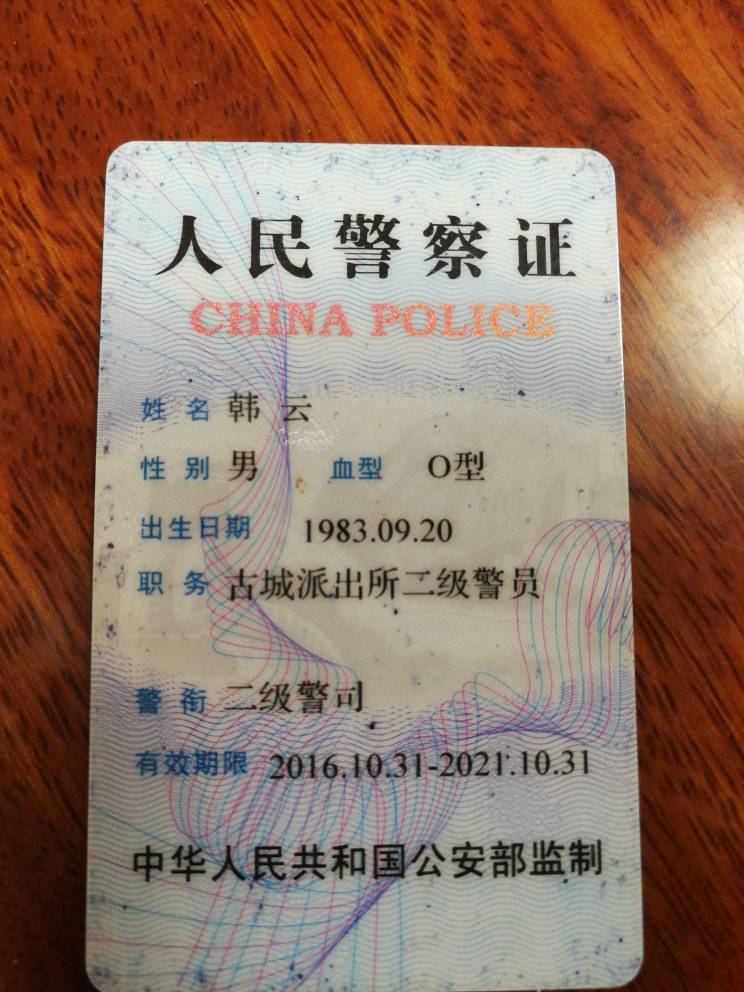 人民警察证
CHINA POLICE
姓名 韩云
性别 男 血型 O型
出生日期 1983.09.20
职务 古城派出所二级警员
警衔 二级警司
有效期限 2016.10.31-2021.10.31
中华人民共和国公安部监制